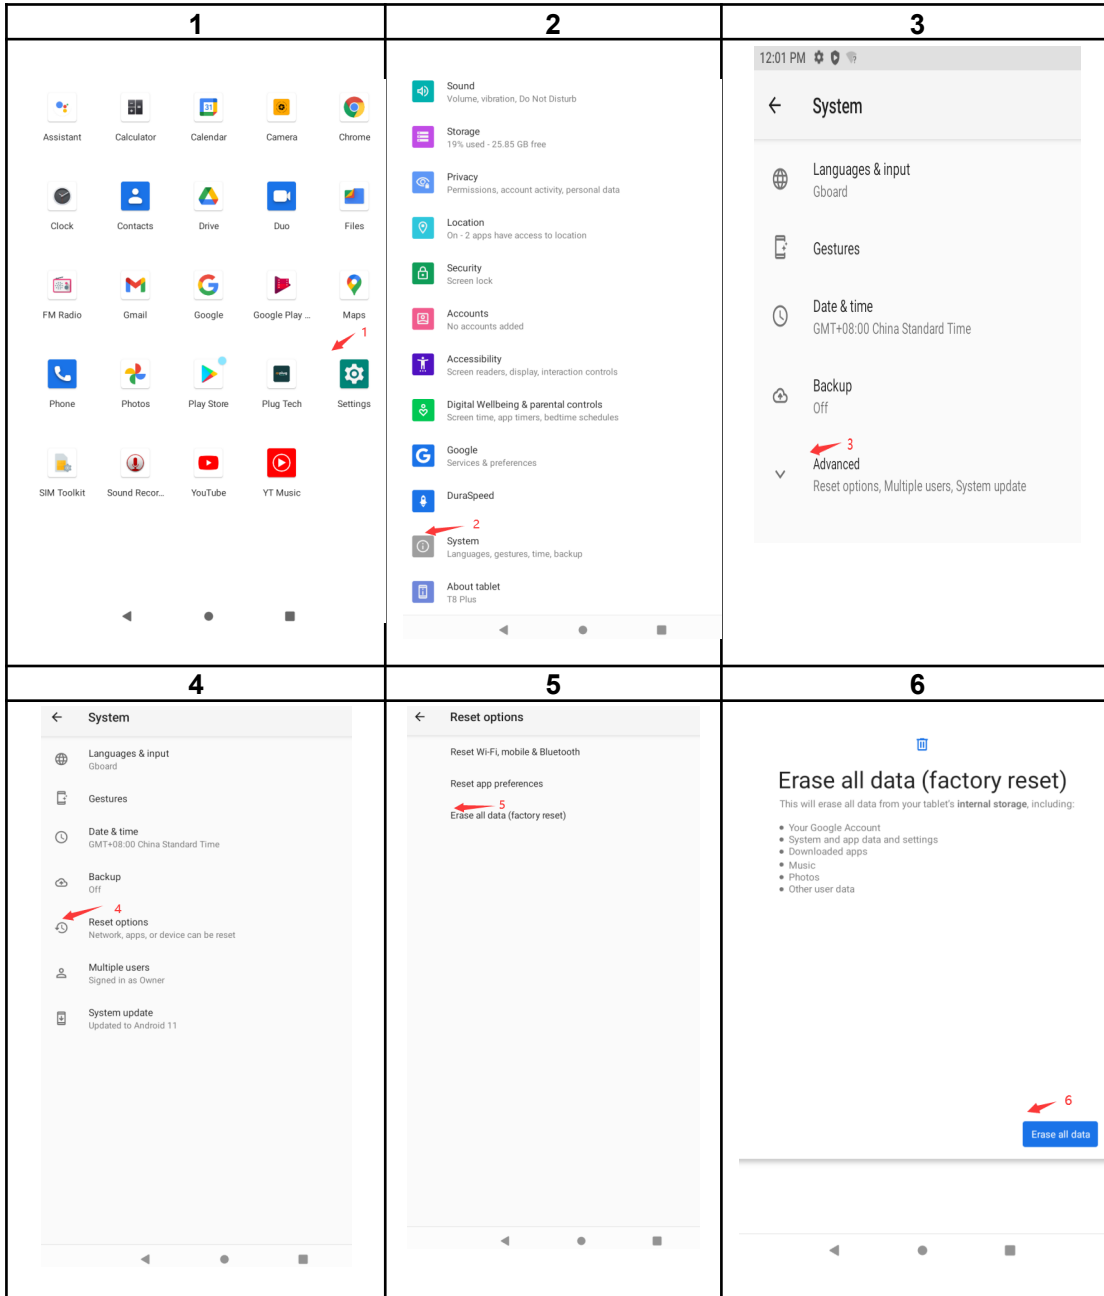 1
2
3
Assistant
Calculator
Calendar
Camera
Chrome
Clock
Contacts
Drive
Duo
Files
FM Radio
Gmail
Google
Google Play ...
Maps
1
Phone
Photos
Play Store
Plug Tech
Settings
SIM Toolkit
Sound Recor...
YouTube
YT Music
Sound
Volume, vibration, Do Not Disturb
Storage
19% used - 25.85 GB free
Privacy
Permissions, account activity, personal data
Location
On - 2 apps have access to location
Security
Screen lock
Accounts
No accounts added
Accessibility
Screen readers, display, interaction controls
Digital Wellbeing & parental controls
Screen time, app timers, bedtime schedules
Google
Services & preferences
DuraSpeed
2
System
Languages, gestures, time, backup
About tablet
T8 Plus
12:01 PM
System
Languages & input
Gboard
Gestures
Date & time
GMT+08:00 China Standard Time
Backup
Off
3
Advanced
Reset options, Multiple users, System update
4
5
6
System
Languages & input
Gboard
Gestures
Date & time
GMT+08:00 China Standard Time
Backup
Off
4
Reset options
Network, apps, or device can be reset
Multiple users
Signed in as Owner
System update
Updated to Android 11
Reset options
Reset Wi-Fi, mobile & Bluetooth
Reset app preferences
5
Erase all data (factory reset)
Erase all data (factory reset)
This will erase all data from your tablet's internal storage, including:
• Your Google Account
• System and app data and settings
• Downloaded apps
• Music
• Photos
• Other user data
6
Erase all data